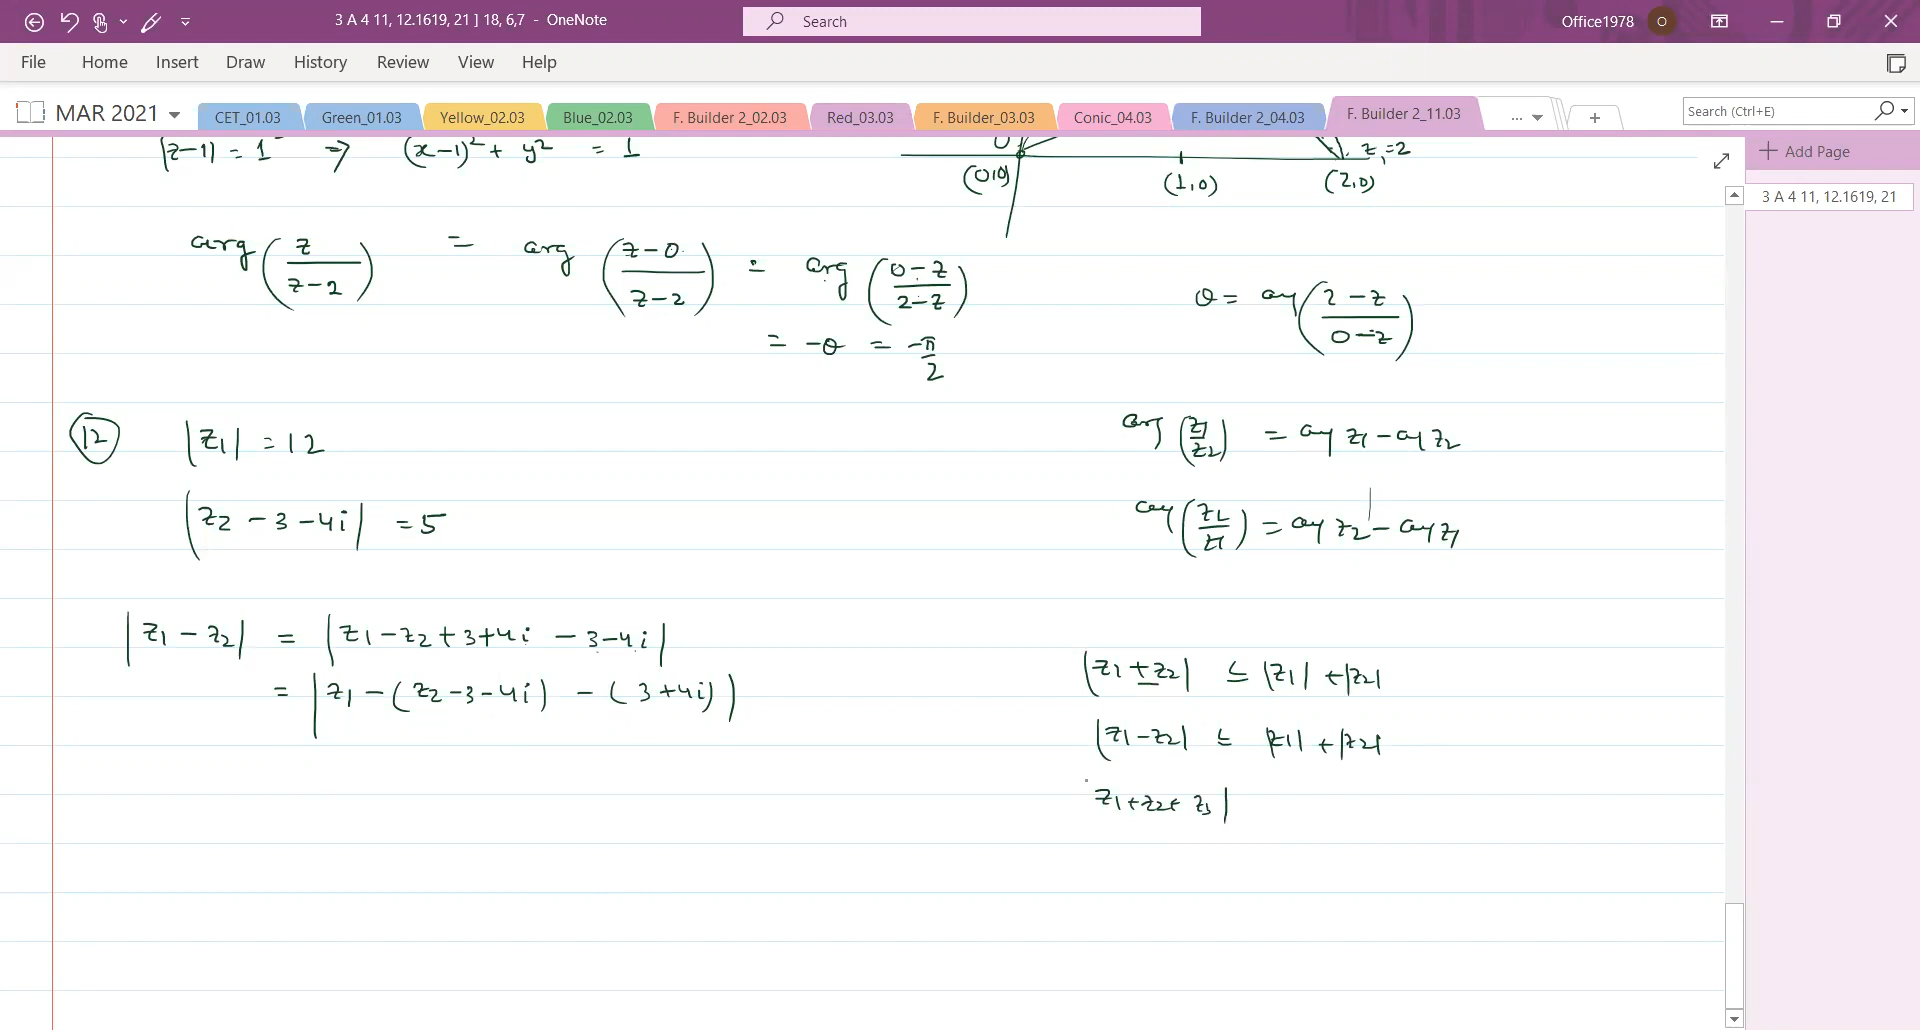 3 A 4 11, 12.1619, 21 ] 18, 6,7 - OneNote
Search
Office1978
O
File Home Insert Draw History Review View Help
MAR 2021
CET_01.03 Green_01.03 Yellow_02.03 Blue_02.03 F. Builder 2_02.03 Red_03.03 F. Builder_03.03 Conic_04.03 F. Builder 2_04.03 F. Builder 2_11.03 ... +
Search (Ctrl+E)
+ Add Page
3 A 4 11, 12.1619, 21
|z-1| = 1 ⇒ (x-1)² + y² = 1
z, =2
(0,0) (1,0) (2,0)
arg (z/(z-2)) = arg ((z-0)/(z-2)) = arg ((0-z)/(2-z))
θ = arg ((2-z)/(0-z))
= -θ = -π/2
12 |z1| = 12
arg (z1/z2) = arg z1 - arg z2
|z2 - 3 - 4i| = 5
arg (z2/z1) = arg z2 - arg z1
|z1 - z2| = |z1 - z2 + 3 + 4i - 3 - 4i|
= |z1 - (z2 - 3 - 4i) - (3 + 4i)|
|z1 + z2| ≤ |z1| + |z2|
|z1 - z2| ≤ |z1| + |z2|
z1 + z2 + z3|